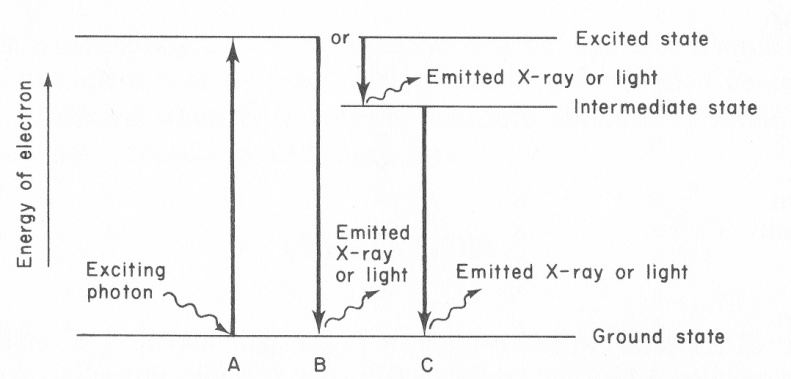 or
Excited state
Emitted X-ray or light
Intermediate state
Energy of electron
Emitted
X-ray
or light
Exciting
photon
Emitted X-ray or light
Ground state
A
B
C